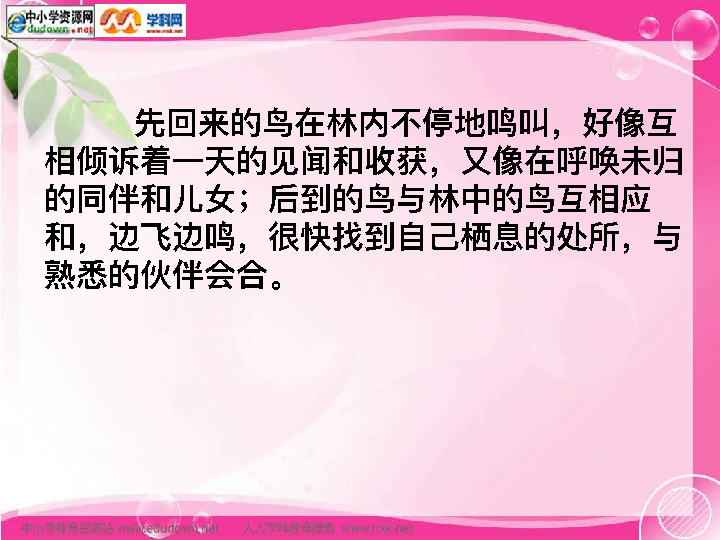 中小学资源网
dudown.net
学科网
www.nxk.net
先回来的鸟在林内不停地鸣叫，好像互
相倾诉着一天的见闻和收获，又像在呼唤未归
的同伴和儿女；后到的鸟与林中的鸟互相应
和，边飞边鸣，很快找到自己栖息的处所，与
熟悉的伙伴会合。
中小学教育资源站 www.edudown.net 人人学科教育搜索 www.rrxk.net